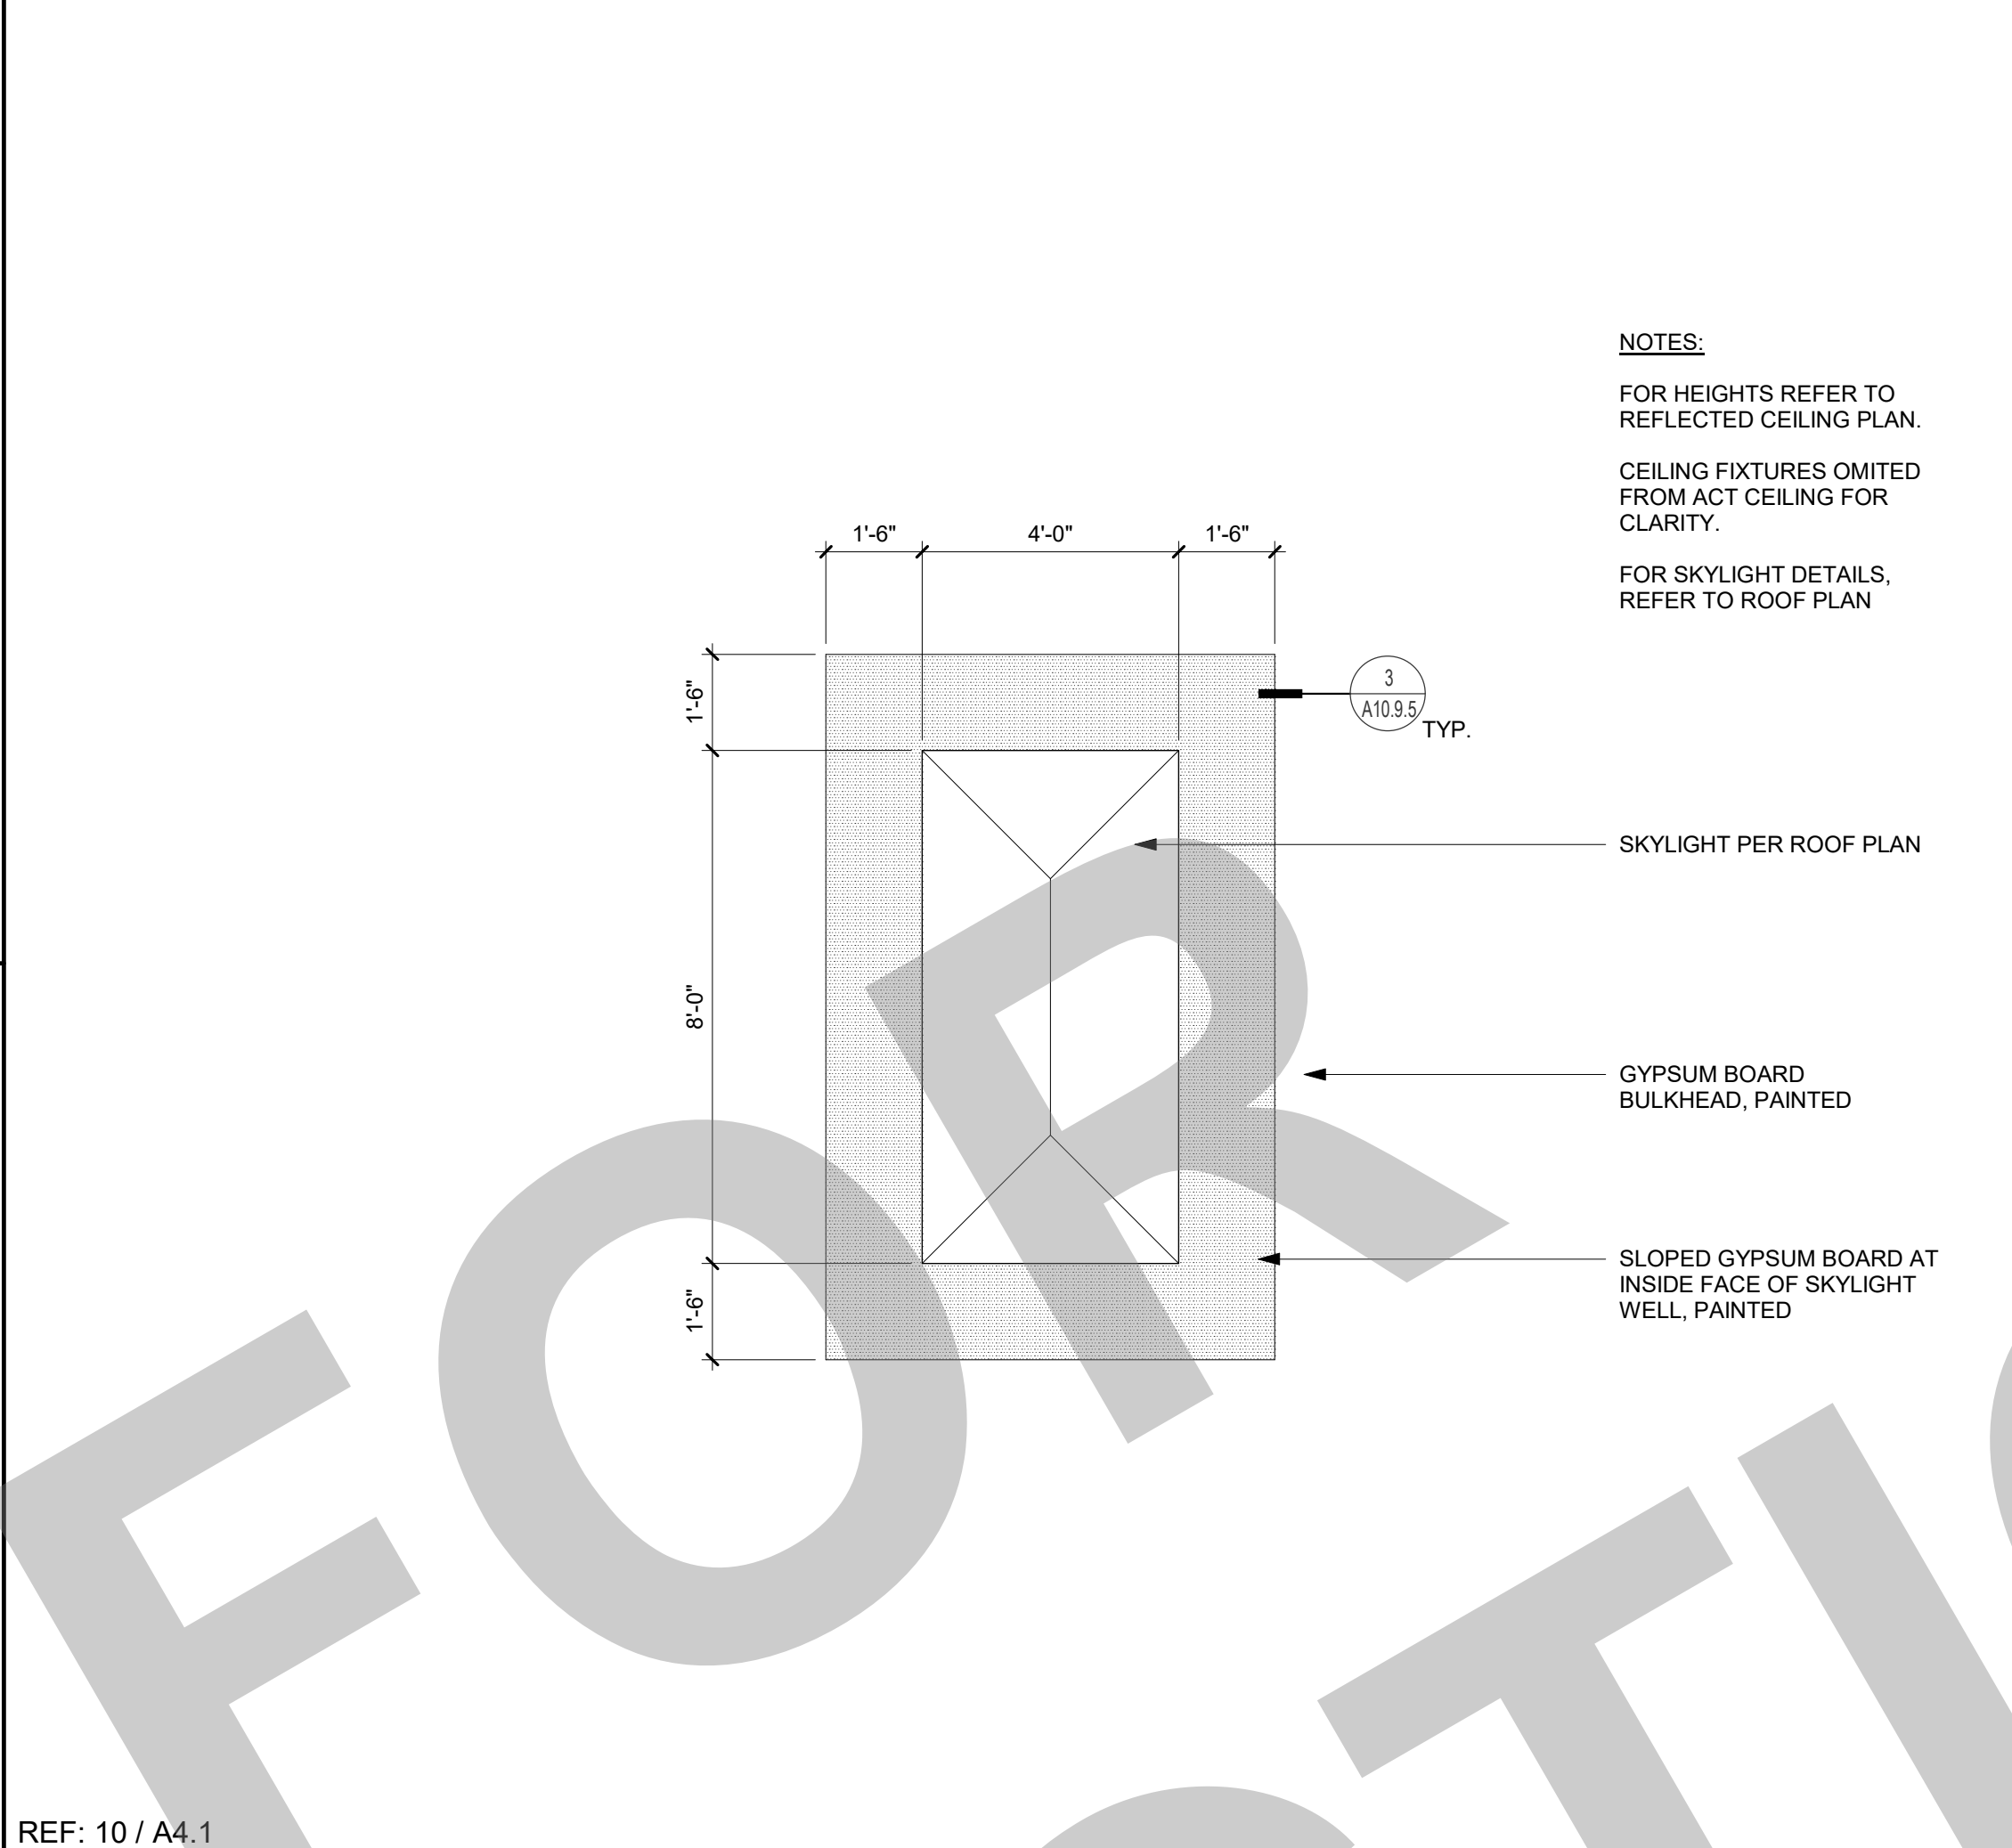 NOTES:
FOR HEIGHTS REFER TO
REFLECTED CEILING PLAN.
CEILING FIXTURES OMITED
FROM ACT CEILING FOR
CLARITY.
FOR SKYLIGHT DETAILS,
REFER TO ROOF PLAN
1'-6"
4'-0"
1'-6"
1'-6"
8'-0"
1'-6"
3
A10.9.5
TYP.
SKYLIGHT PER ROOF PLAN
GYPSUM BOARD
BULKHEAD, PAINTED
SLOPED GYPSUM BOARD AT
INSIDE FACE OF SKYLIGHT
WELL, PAINTED
FOR
REF: 10 / A4.1